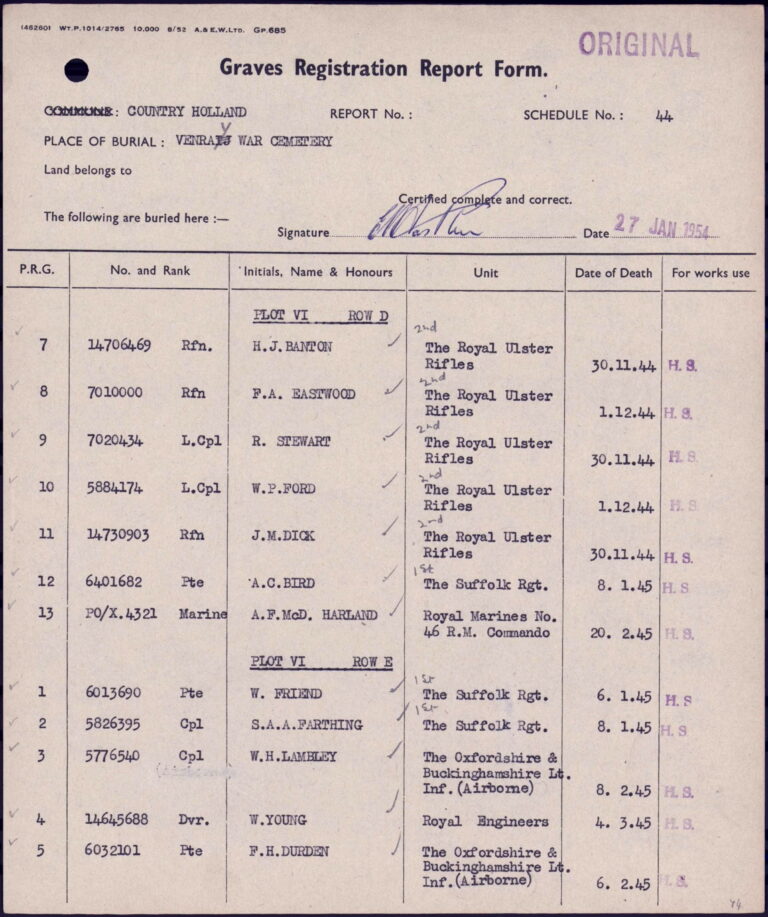 1462601 WT.P.1014/2765 10,000 8/52 A.& E.W.LTD. GP.685
ORIGINAL
Graves Registration Report Form.
COMMUNE: COUNTRY HOLLAND REPORT No.: SCHEDULE No.: 44
PLACE OF BURIAL: VENRAY WAR CEMETERY
Land belongs to
Certified complete and correct.
The following are buried here :—
Signature Date 27 JAN 1954
P.R.G. No. and Rank Initials, Name & Honours Unit Date of Death For works use
PLOT VI ROW D
2nd
7 14706469 Rfn. H.J.BANTON The Royal Ulster
Rifles 30.11.44 H.S.
2nd
8 7010000 Rfn F.A. EASTWOOD The Royal Ulster
Rifles 1.12.44 H.S.
2nd
9 7020434 L.Cpl R. STEWART The Royal Ulster
Rifles 30.11.44 H.S.
2nd
10 5884174 L.Cpl W.P.FORD The Royal Ulster
Rifles 1.12.44 H.S.
2nd
11 14730903 Rfn J.M.DICK The Royal Ulster
Rifles 30.11.44 H.S.
1st
12 6401682 Pte A.C.BIRD The Suffolk Rgt. 8. 1.45 H.S
13 PO/X.4321 Marine A.F.McD. HARLAND Royal Marines No.
46 R.M. Commando 20. 2.45 H.S.
PLOT VI ROW E
1st
1 6013690 Pte W. FRIEND The Suffolk Rgt. 6. 1.45 H.S
1st
2 5826395 Cpl S.A.A.FARTHING The Suffolk Rgt. 8. 1.45 H.S
3 5776540 Cpl W.H.LAMBLEY The Oxfordshire &
Buckinghamshire Lt.
Inf.(Airborne) 8. 2.45 H.S.
4 14645688 Dvr. W.YOUNG Royal Engineers 4. 3.45 H.S.
5 6032101 Pte F.H.DURDEN The Oxfordshire &
Buckinghamshire Lt.
Inf.(Airborne) 6. 2.45 H.S.